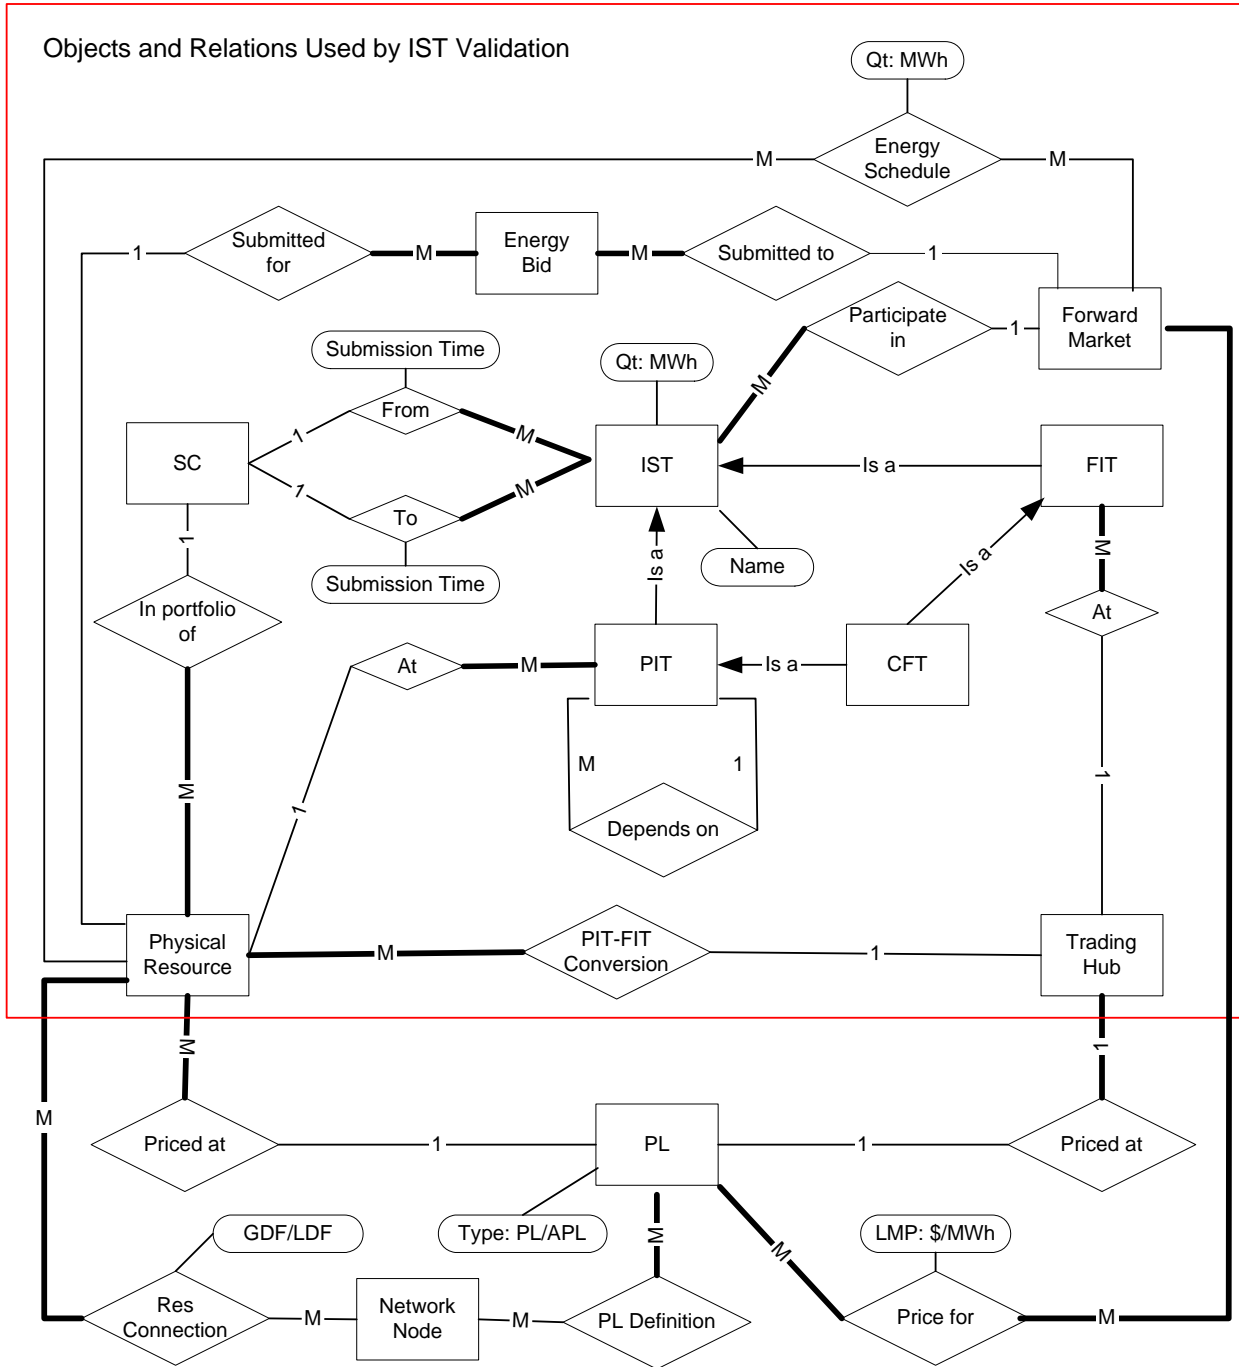 Objects and Relations Used by IST Validation
Qt: MWh
M
Energy
Schedule
M
1
Submitted
for
M
Energy
Bid
M
Submitted to
1
Participate
in
1
Forward
Market
M
Submission Time
Qt: MWh
From
1
M
SC
IST
Is a
FIT
1
M
To
Submission Time
Name
1
Is a
Is a
M
In portfolio
of
At
M
PIT
Is a
CFT
At
M
1
M
1
1
Depends on
Physical
Resource
M
PIT-FIT
Conversion
1
Trading
Hub
M
1
M
Priced at
1
PL
1
Priced at
GDF/LDF
Type: PL/APL
M
M
LMP: $/MWh
Res
Connection
M
Network
Node
M
PL Definition
Price for
M